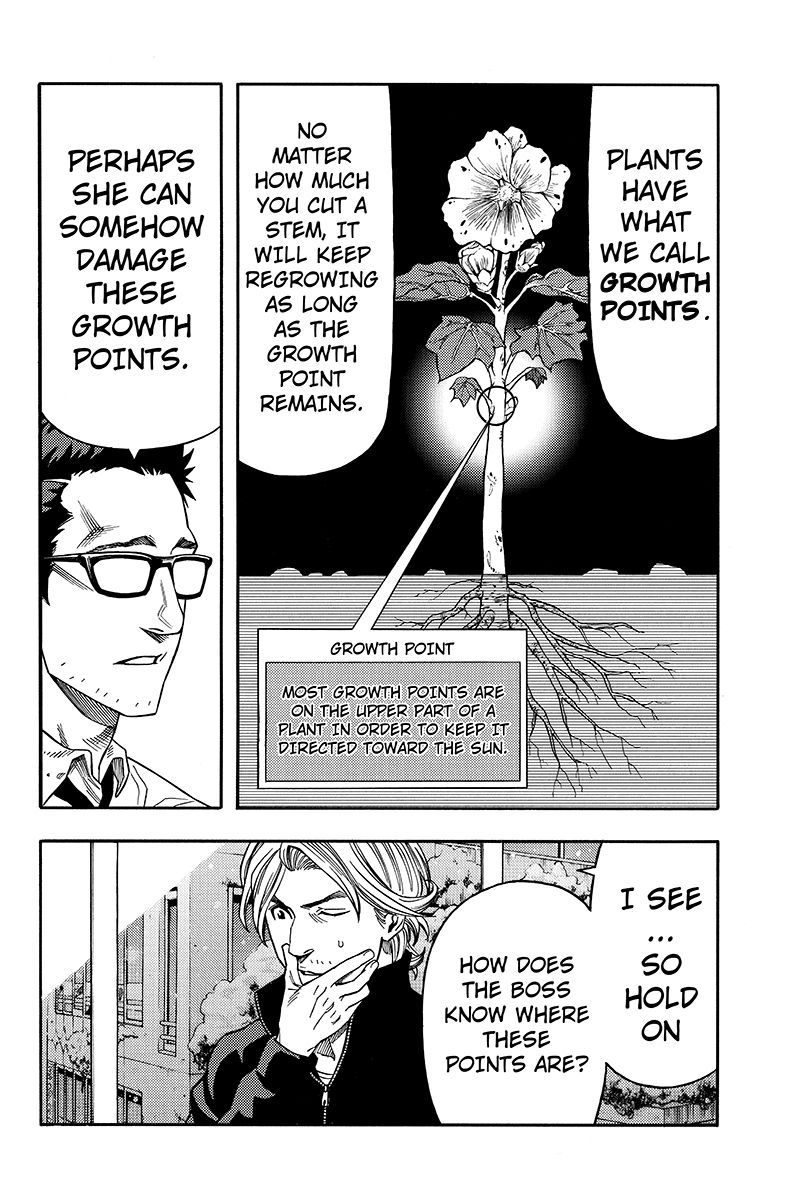 PLANTS
HAVE
WHAT
WE CALL
GROWTH
POINTS.
NO
MATTER
HOW MUCH
YOU CUT A
STEM, IT
WILL KEEP
REGROWING
AS LONG
AS THE
GROWTH
POINT
REMAINS.
GROWTH POINT
MOST GROWTH POINTS ARE
ON THE UPPER PART OF A
PLANT IN ORDER TO KEEP IT
DIRECTED TOWARD THE SUN.
PERHAPS
SHE CAN
SOMEHOW
DAMAGE
THESE
GROWTH
POINTS.
I SEE
...
SO
HOLD
ON
HOW DOES
THE BOSS
KNOW WHERE
THESE
POINTS ARE?